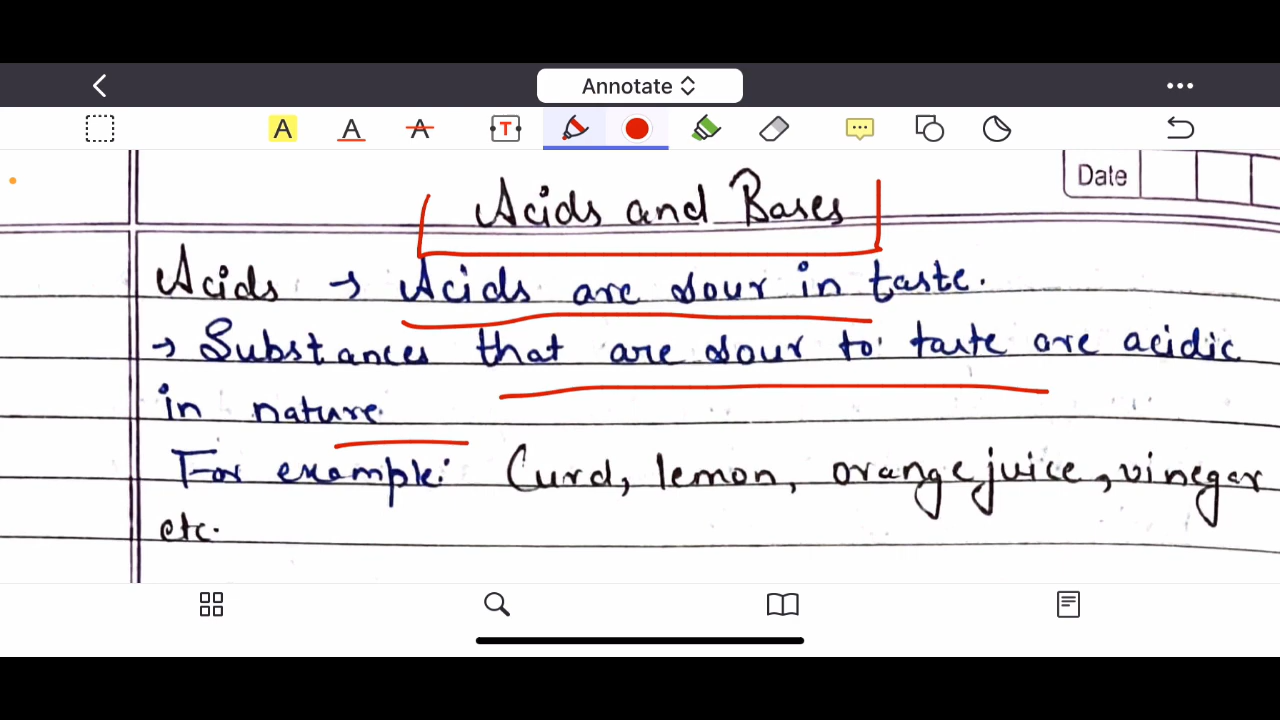 Annotate
A A A T
Date
Acids and Bases
Acids → Acids are sour in taste.
→ Substances that are sour to taste are acidic
in nature.
For example: Curd, lemon, orange juice, vinegar
etc.